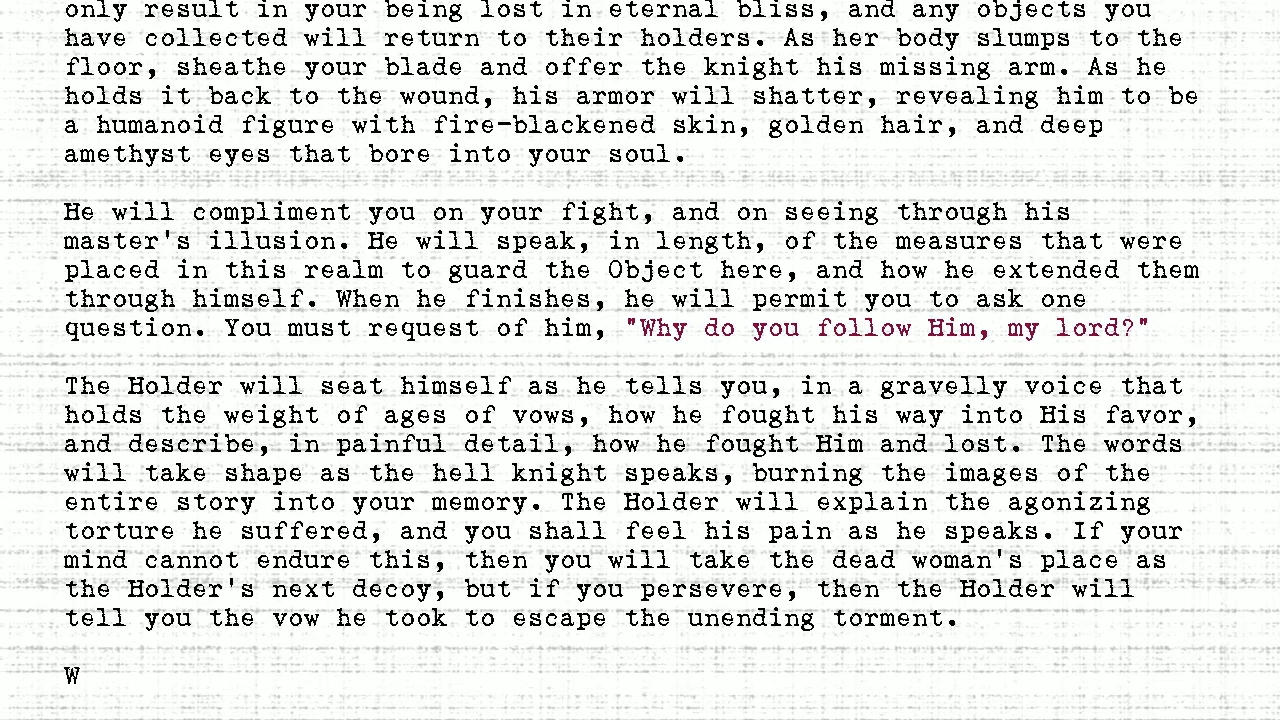 only result in your being lost in eternal bliss, and any objects you
have collected will return to their holders. As her body slumps to the
floor, sheathe your blade and offer the knight his missing arm. As he
holds it back to the wound, his armor will shatter, revealing him to be
a humanoid figure with fire-blackened skin, golden hair, and deep
amethyst eyes that bore into your soul.

He will compliment you on your fight, and on seeing through his
master's illusion. He will speak, in length, of the measures that were
placed in this realm to guard the Object here, and how he extended them
through himself. When he finishes, he will permit you to ask one
question. You must request of him, "Why do you follow Him, my lord?"

The Holder will seat himself as he tells you, in a gravelly voice that
holds the weight of ages of vows, how he fought his way into His favor,
and describe, in painful detail, how he fought Him and lost. The words
will take shape as the hell knight speaks, burning the images of the
entire story into your memory. The Holder will explain the agonizing
torture he suffered, and you shall feel his pain as he speaks. If your
mind cannot endure this, then you will take the dead woman's place as
the Holder's next decoy, but if you persevere, then the Holder will
tell you the vow he took to escape the unending torment.

W